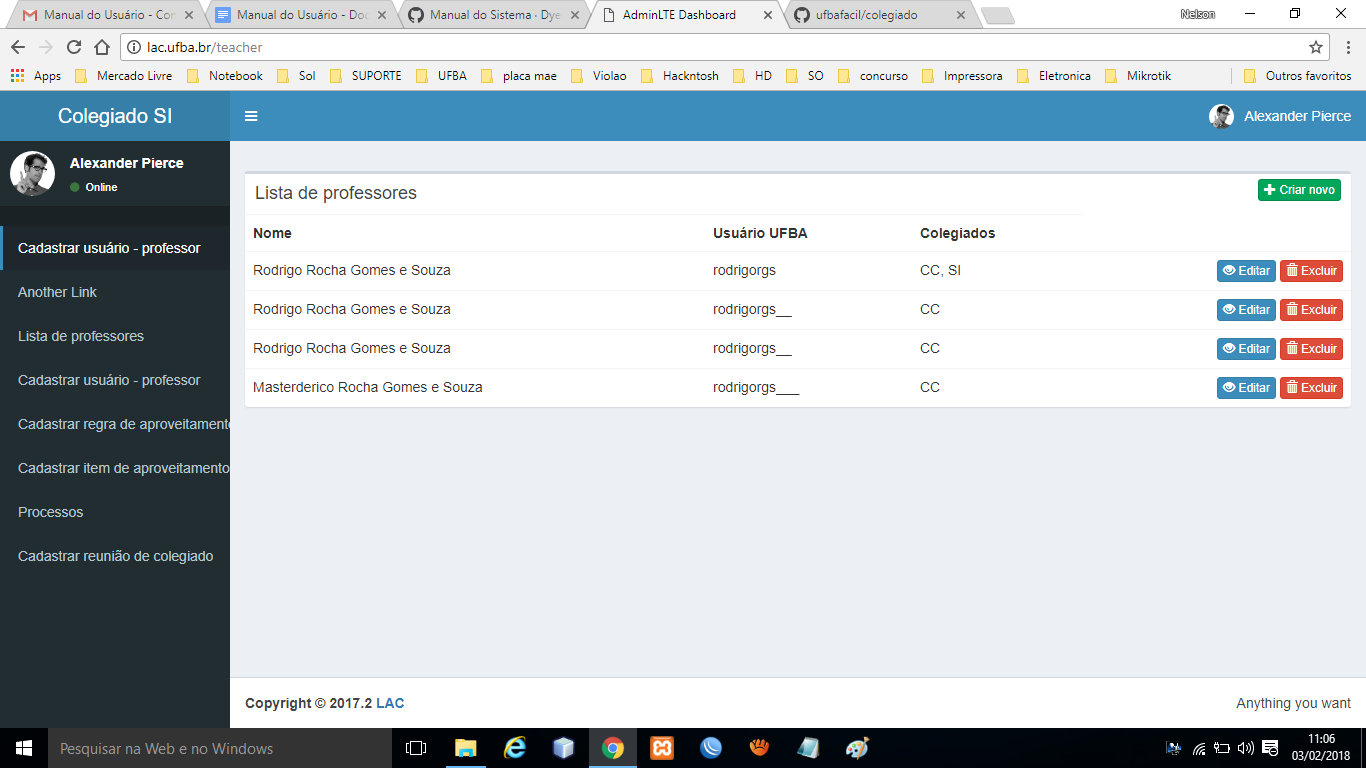 Manual do Usuário - Con
Manual do Usuário - Doc
Manual do Sistema · Dye
AdminLTE Dashboard
ufbafacil/colegiado
Nelson
lac.ufba.br/teacher
Apps
Mercado Livre
Notebook
Sol
SUPORTE
UFBA
placa mae
Violao
Hackntosh
HD
SO
concurso
Impressora
Eletronica
Mikrotik
Outros favoritos
Colegiado SI
Alexander Pierce
Alexander Pierce
Online
Cadastrar usuário - professor
Another Link
Lista de professores
Cadastrar usuário - professor
Cadastrar regra de aproveitamento
Cadastrar item de aproveitamento
Processos
Cadastrar reunião de colegiado
Lista de professores
Criar novo
Nome Usuário UFBA Colegiados
Rodrigo Rocha Gomes e Souza rodrigorgs CC, SI Editar Excluir
Rodrigo Rocha Gomes e Souza rodrigorgs__ CC Editar Excluir
Rodrigo Rocha Gomes e Souza rodrigorgs__ CC Editar Excluir
Masterderico Rocha Gomes e Souza rodrigorgs___ CC Editar Excluir
Copyright © 2017.2 LAC
Anything you want
Pesquisar na Web e no Windows
11:06
03/02/2018